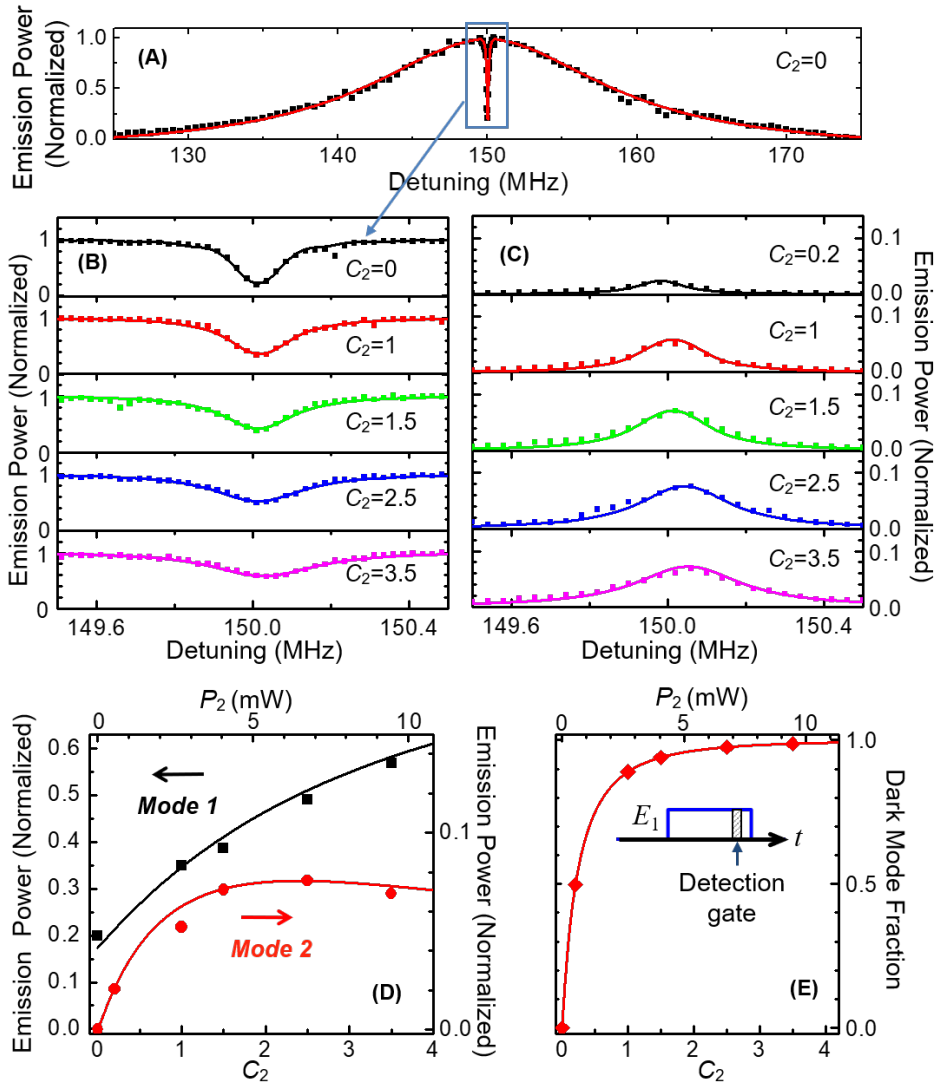 Emission Power
(Normalized)
1.0
0.5
0.0
(A)
C2=0
130
140
150
160
170
Detuning (MHz)
Emission Power (Normalized)
(B)
1
0
C2=0
1
0
C2=1
1
0
C2=1.5
1
0
C2=2.5
1
0
C2=3.5
149.6
150.0
150.4
Detuning (MHz)
(C)
C2=0.2
0.1
0.0
C2=1
0.1
0.0
C2=1.5
0.1
0.0
C2=2.5
0.1
0.0
C2=3.5
0.1
0.0
149.6
150.0
150.4
Detuning (MHz)
Emission Power (Normalized)
P2 (mW)
0
5
10
Emission Power (Normalized)
0.6
0.5
0.4
0.3
0.2
0.1
0.0
Mode 1
Mode 2
(D)
0.1
0.0
Emission Power (Normalized)
0
1
2
3
4
C2
P2 (mW)
0
5
10
E1
t
Detection
gate
(E)
1.0
0.5
0.0
Dark Mode Fraction
0
1
2
3
4
C2